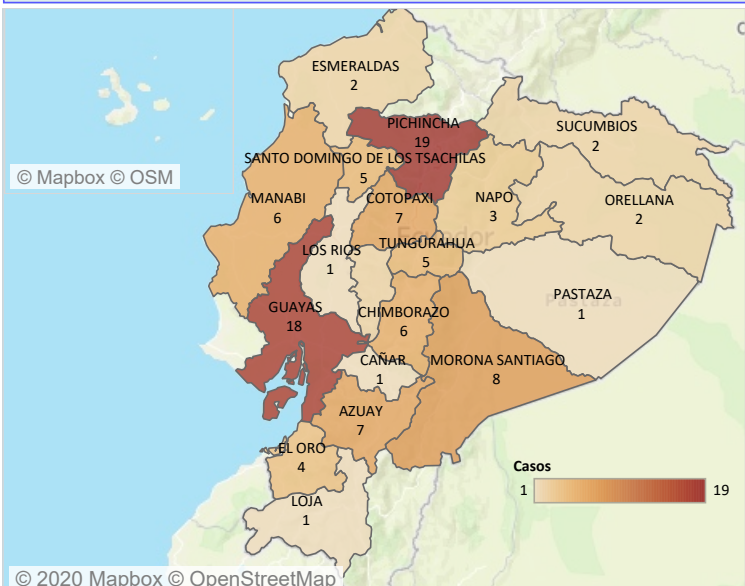 ESMERALDAS
2
PICHINCHA
19
SUCUMBIOS
2
SANTO DOMINGO DE LOS TSACHILAS
5
© Mapbox © OSM
MANABI
6
COTOPAXI
7
NAPO
3
ORELLANA
2
Ecuador
TUNGURAHUA
5
LOS RIOS
1
PASTAZA
1
Pastaza
GUAYAS
18
CHIMBORAZO
6
CAÑAR
1
MORONA SANTIAGO
8
AZUAY
7
EL ORO
4
Casos
1
19
LOJA
1
© 2020 Mapbox © OpenStreetMap